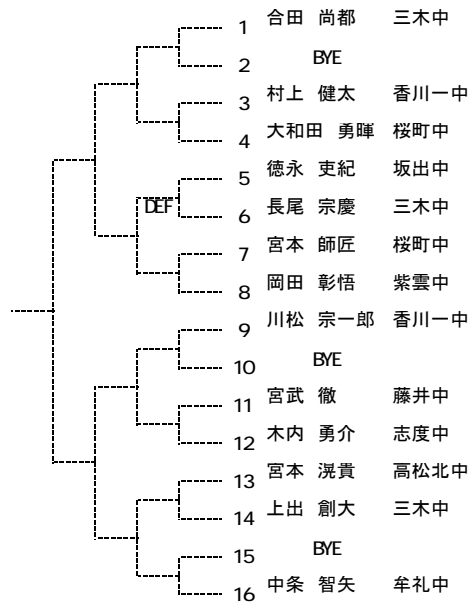 1 合田 尚都 三木中
2 BYE
3 村上 健太 香川一中
4 大和田 勇暉 桜町中
5 徳永 吏紀 坂出中
DEF
6 長尾 宗慶 三木中
7 宮本 師匠 桜町中
8 岡田 彰悟 紫雲中
9 川松 宗一郎 香川一中
10 BYE
11 宮武 徹 藤井中
12 木内 勇介 志度中
13 宮本 滉貴 高松北中
14 上出 創大 三木中
15 BYE
16 中条 智矢 牟礼中